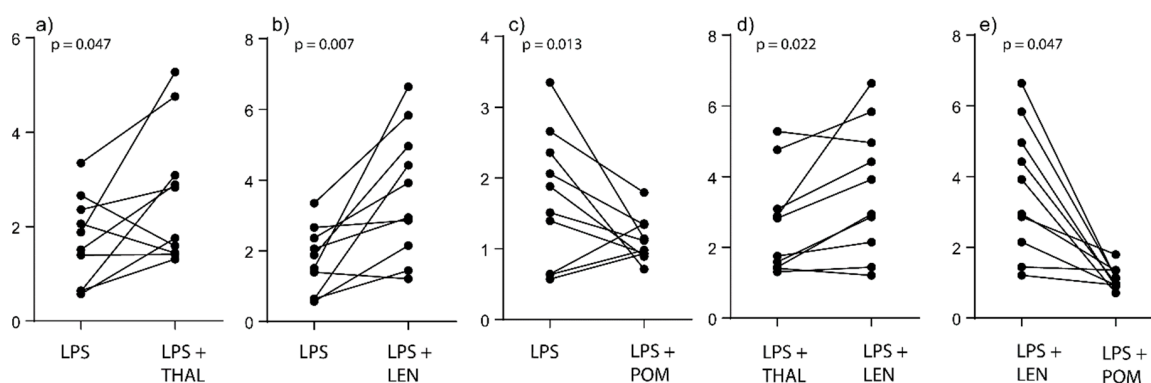 a)
p = 0.047
6
4
2
0
LPS
LPS +
THAL
b)
p = 0.007
8
6
4
2
0
LPS
LPS +
LEN
c)
p = 0.013
4
3
2
1
0
LPS
LPS +
POM
d)
p = 0.022
8
6
4
2
0
LPS +
THAL
LPS +
LEN
e)
p = 0.047
8
6
4
2
0
LPS +
LEN
LPS +
POM